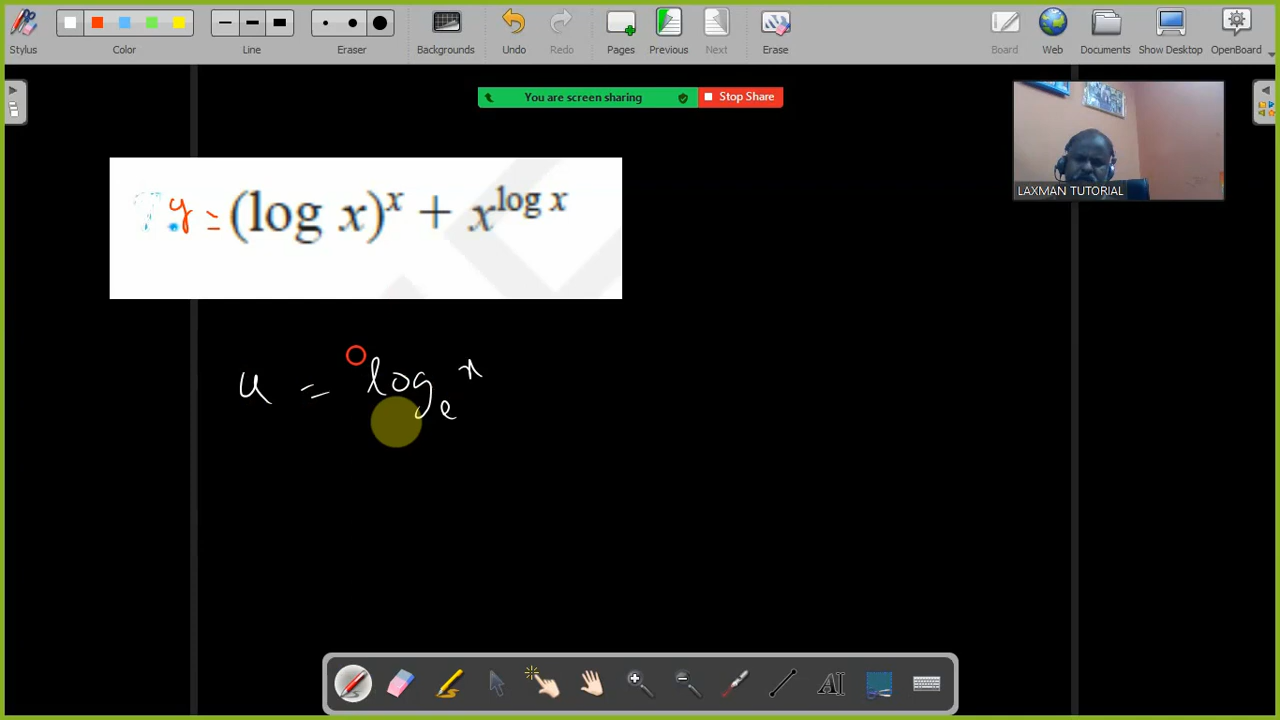 Stylus Color Line Eraser Backgrounds Undo Redo Pages Previous Next Erase Board Web Documents Show Desktop OpenBoard
You are screen sharing Stop Share
LAXMAN TUTORIAL
7. y = (log x)^x + x^{log x}
u = log_e x